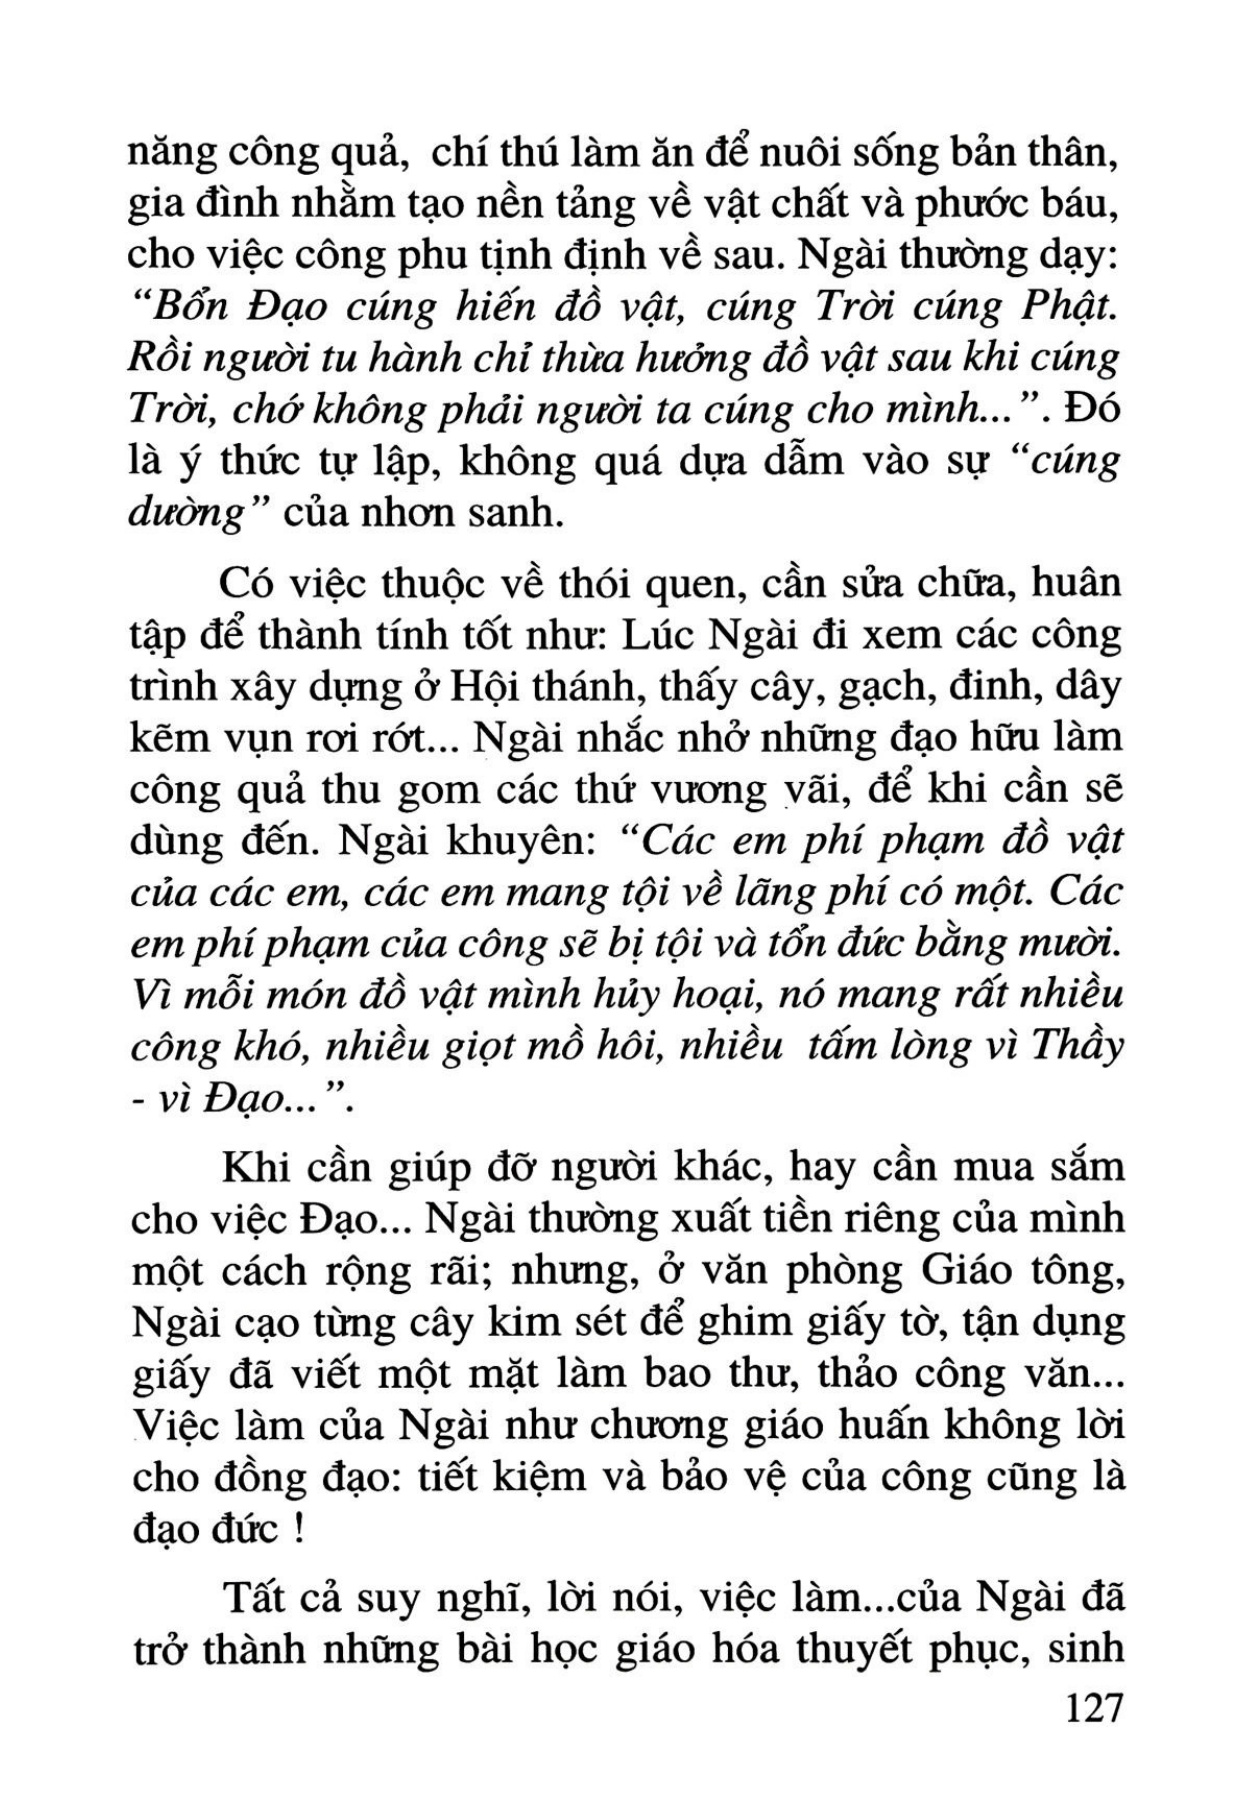 năng công quả, chí thú làm ăn để nuôi sống bản thân,
gia đình nhằm tạo nền tảng về vật chất và phước báu,
cho việc công phu tịnh định về sau. Ngài thường dạy:
“Bổn Đạo cúng hiến đồ vật, cúng Trời cúng Phật.
Rồi người tu hành chỉ thừa hưởng đồ vật sau khi cúng
Trời, chớ không phải người ta cúng cho mình...”. Đó
là ý thức tự lập, không quá dựa dẫm vào sự “cúng
dường” của nhơn sanh.
Có việc thuộc về thói quen, cần sửa chữa, huân
tập để thành tính tốt như: Lúc Ngài đi xem các công
trình xây dựng ở Hội thánh, thấy cây, gạch, đinh, dây
kẽm vụn rơi rớt... Ngài nhắc nhở những đạo hữu làm
công quả thu gom các thứ vương vãi, để khi cần sẽ
dùng đến. Ngài khuyên: “Các em phí phạm đồ vật
của các em, các em mang tội về lãng phí có một. Các
em phí phạm của công sẽ bị tội và tổn đức bằng mười.
Vì mỗi món đồ vật mình hủy hoại, nó mang rất nhiều
công khó, nhiều giọt mồ hôi, nhiều tấm lòng vì Thầy
- vì Đạo...”.
Khi cần giúp đỡ người khác, hay cần mua sắm
cho việc Đạo... Ngài thường xuất tiền riêng của mình
một cách rộng rãi; nhưng, ở văn phòng Giáo tông,
Ngài cạo từng cây kim sét để ghim giấy tờ, tận dụng
giấy đã viết một mặt làm bao thư, thảo công văn...
Việc làm của Ngài như chương giáo huấn không lời
cho đồng đạo: tiết kiệm và bảo vệ của công cũng là
đạo đức !
Tất cả suy nghĩ, lời nói, việc làm...của Ngài đã
trở thành những bài học giáo hóa thuyết phục, sinh
127